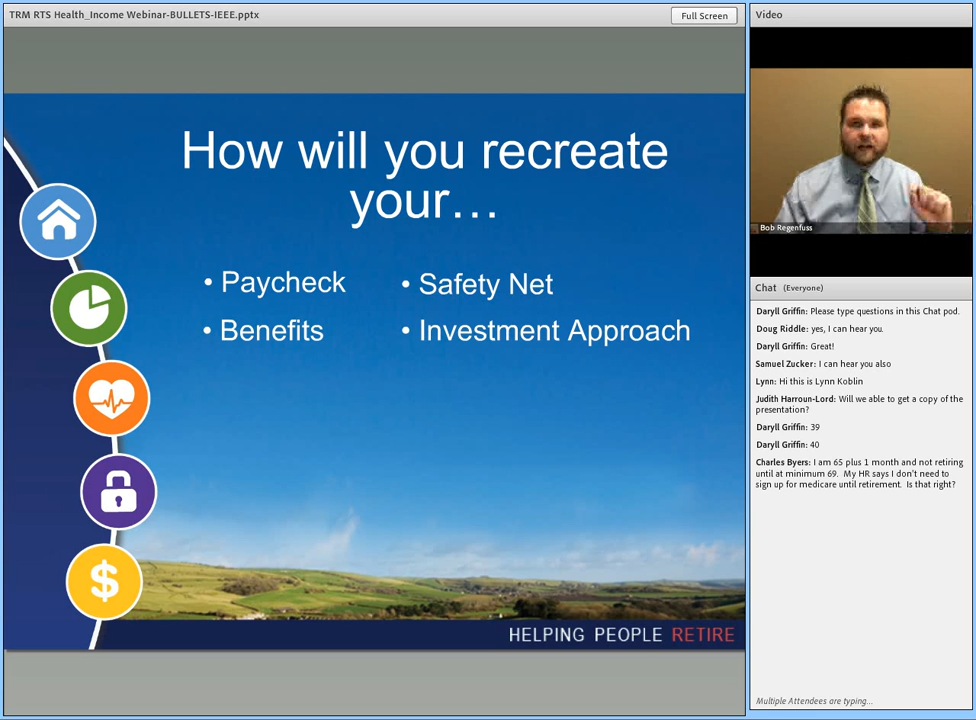 TRM RTS Health_Income Webinar-BULLETS-IEEE.pptx
Full Screen
How will you recreate
your…
• Paycheck
• Benefits
• Safety Net
• Investment Approach
HELPING PEOPLE RETIRE
Video
Bob Regenfuss
Chat (Everyone)
Daryll Griffin: Please type questions in this Chat pod.
Doug Riddle: yes, I can hear you.
Daryll Griffin: Great!
Samuel Zucker: I can hear you also
Lynn: Hi this is Lynn Koblin
Judith Harroun-Lord: Will we able to get a copy of the
presentation?
Daryll Griffin: 39
Daryll Griffin: 40
Charles Byers: I am 65 plus 1 month and not retiring
until at minimum 69. My HR says I don't need to
sign up for medicare until retirement. Is that right?
Multiple Attendees are typing...